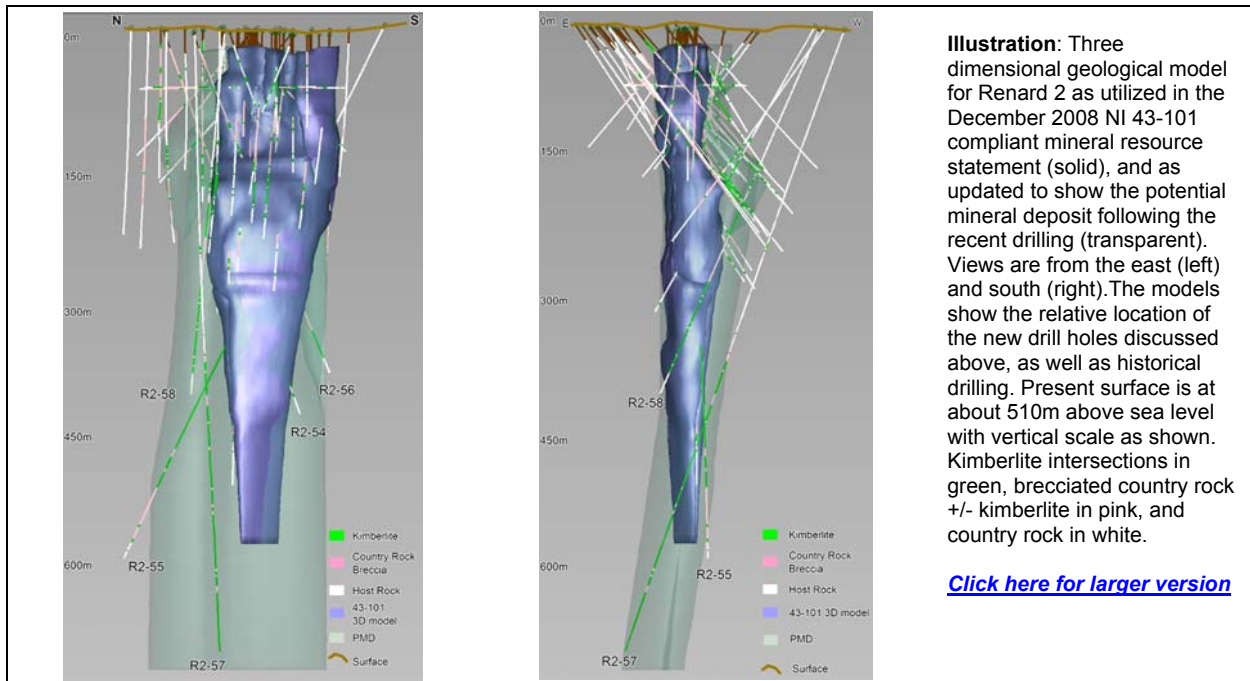 N
S
0m
150m
300m
450m
600m
R2-58
R2-56
R2-54
R2-55
R2-57
Kimberlite
Country Rock
Breccia
Host Rock
43-101
3D model
PMD
Surface
0m
E
W
150m
300m
450m
600m
R2-58
R2-55
R2-57
Kimberlite
Country Rock
Breccia
Host Rock
43-101
3D model
PMD
Surface
Illustration: Three
dimensional geological model
for Renard 2 as utilized in the
December 2008 NI 43-101
compliant mineral resource
statement (solid), and as
updated to show the potential
mineral deposit following the
recent drilling (transparent).
Views are from the east (left)
and south (right).The models
show the relative location of
the new drill holes discussed
above, as well as historical
drilling. Present surface is at
about 510m above sea level
with vertical scale as shown.
Kimberlite intersections in
green, brecciated country rock
+/- kimberlite in pink, and
country rock in white.
Click here for larger version